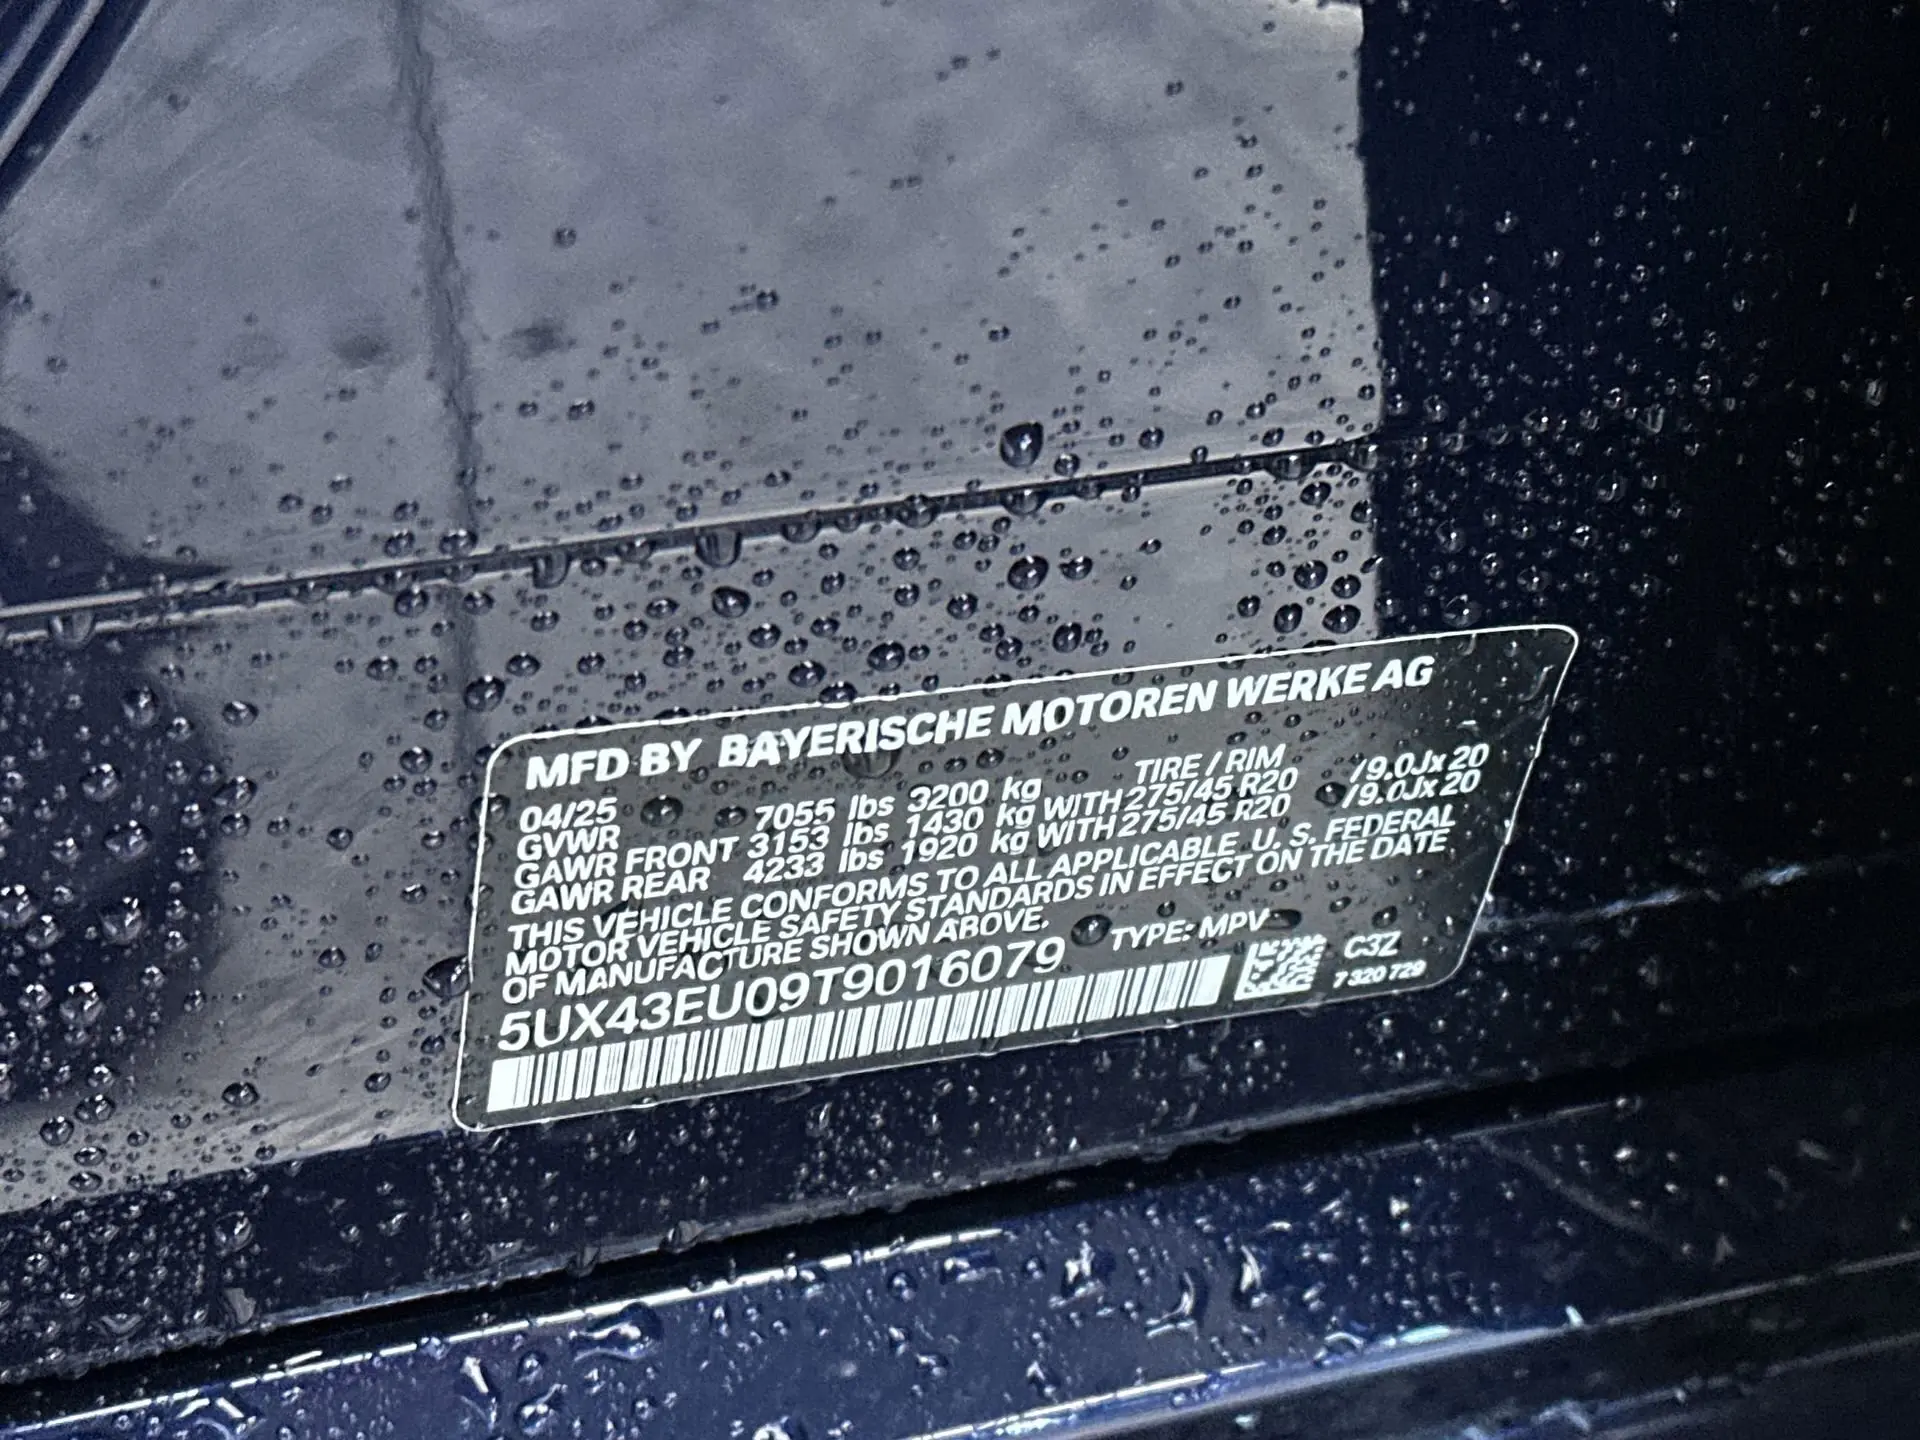 MFD BY BAYERISCHE MOTOREN WERKE AG
04/25 TIRE / RIM
GVWR 7055 lbs 3200 kg
GAWR FRONT 3153 lbs 1430 kg WITH 275/45 R20 / 9.0Jx20
GAWR REAR 4233 lbs 1920 kg WITH 275/45 R20 / 9.0Jx20
THIS VEHICLE CONFORMS TO ALL APPLICABLE U. S. FEDERAL
MOTOR VEHICLE SAFETY STANDARDS IN EFFECT ON THE DATE
OF MANUFACTURE SHOWN ABOVE.
5UX43EU09T9016079 TYPE: MPV
C3Z
7 320 729